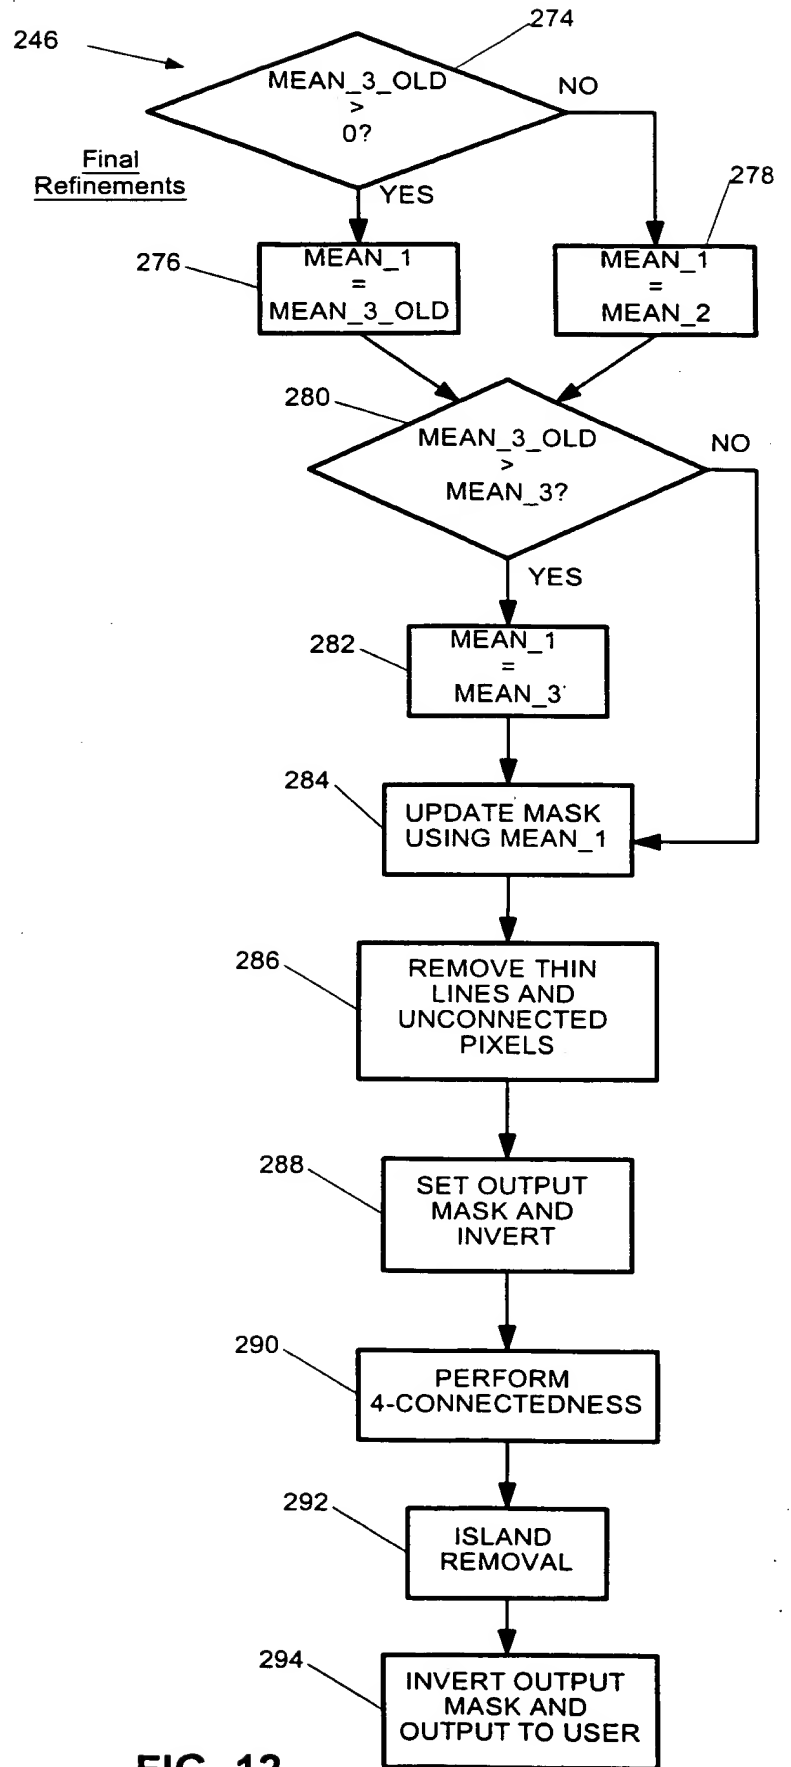 246
274
MEAN_3_OLD
>
0?
NO
Final
Refinements
YES
278
276
MEAN_1
=
MEAN_3_OLD
MEAN_1
=
MEAN_2
280
MEAN_3_OLD
>
MEAN_3?
NO
YES
282
MEAN_1
=
MEAN_3
284
UPDATE MASK
USING MEAN_1
286
REMOVE THIN
LINES AND
UNCONNECTED
PIXELS
288
SET OUTPUT
MASK AND
INVERT
290
PERFORM
4-CONNECTEDNESS
292
ISLAND
REMOVAL
294
INVERT OUTPUT
MASK AND
OUTPUT TO USER
FIG. 12